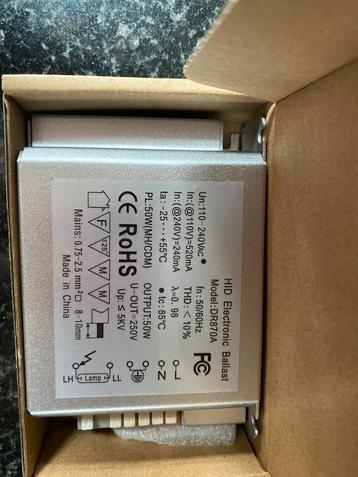 HID Electronic Ballast
Model:DR870A
Un:110~240VAC
In:(@110V)=520mA
In:(@240V)=240mA
ta: -25 ···· +55℃
PL:50W(MH/CDM)
fn: 50/60Hz
THD: < 10%
λ=0.98
tc:85℃
OUTPUT:50W
U-OUT=250V
Up: ≤ 5KV
FC
CE RoHS
F 125 M M
Mains: 0.75-2.5 mm² 8-10mm
Made in China
LH Lamp LL
N
L